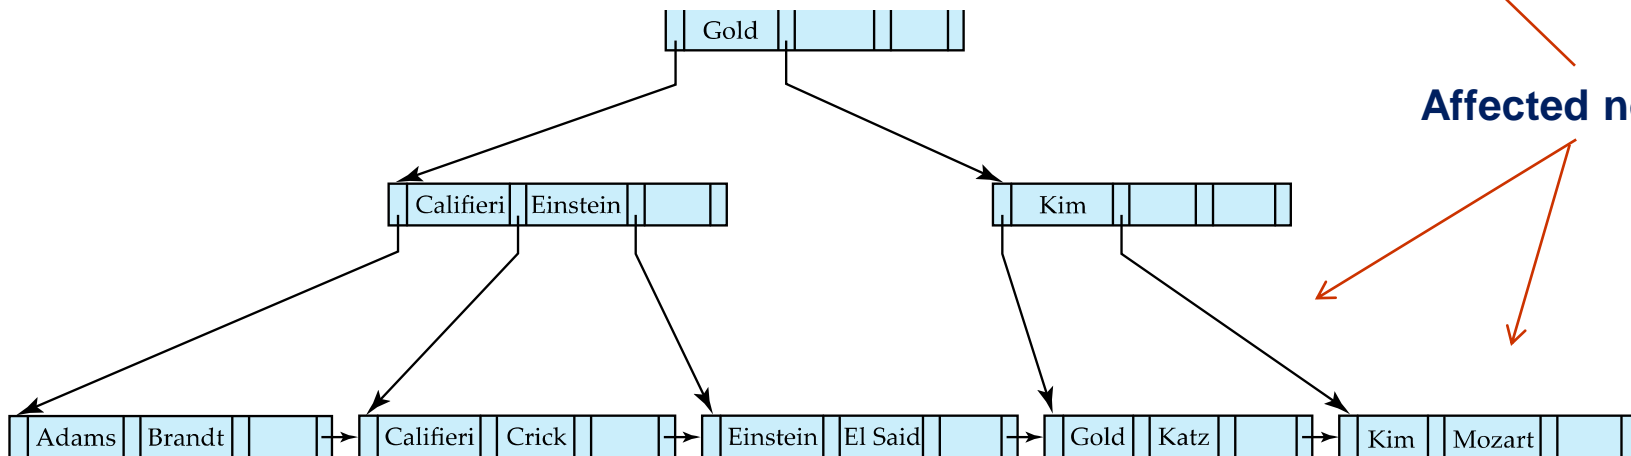 Gold
Affected
Califieri Einstein
Kim
Adams Brandt
Califieri Crick
Einstein El Said
Gold Katz
Kim Mozart